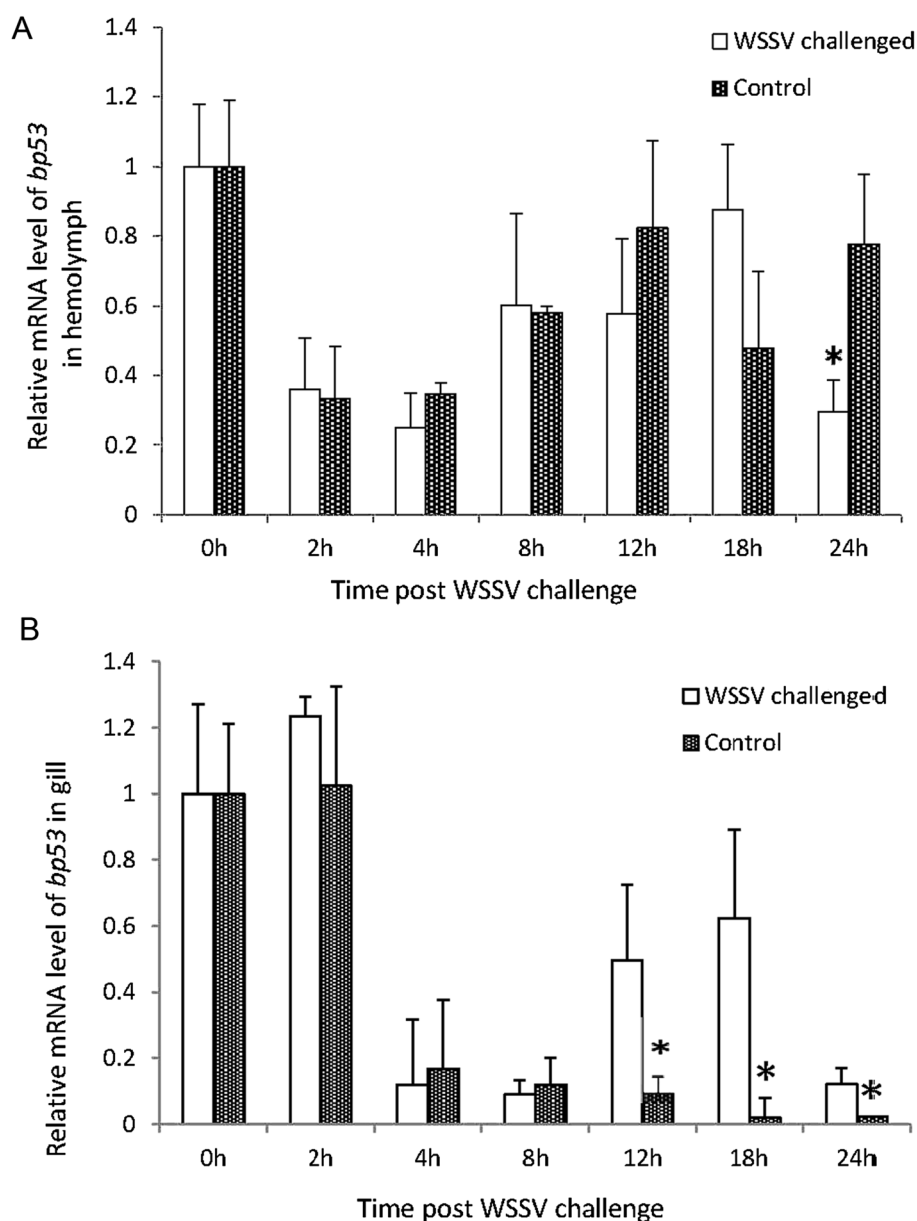 A
Relative mRNA level of bp53
in hemolymph
1.4
1.2
1
0.8
0.6
0.4
0.2
0
WSSV challenged
Control
*
0h 2h 4h 8h 12h 18h 24h
Time post WSSV challenge
B
Relative mRNA level of bp53 in gill
1.4
1.2
1
0.8
0.6
0.4
0.2
0
WSSV challenged
Control
* * *
0h 2h 4h 8h 12h 18h 24h
Time post WSSV challenge